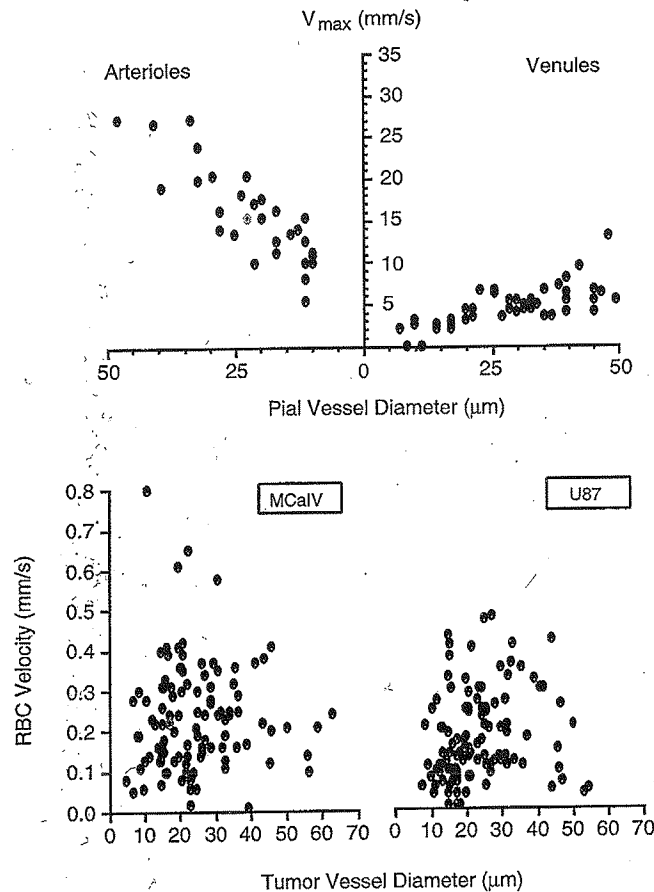 V max (mm/s)
Arterioles
Venules
35
30
25
20
15
10
5
50
25
0
25
50
Pial Vessel Diameter (μm)
MCaIV
U87
RBC Velocity (mm/s)
0.8
0.7
0.6
0.5
0.4
0.3
0.2
0.1
0.0
0 10 20 30 40 50 60 70
0 10 20 30 40 50 60 70
Tumor Vessel Diameter (μm)